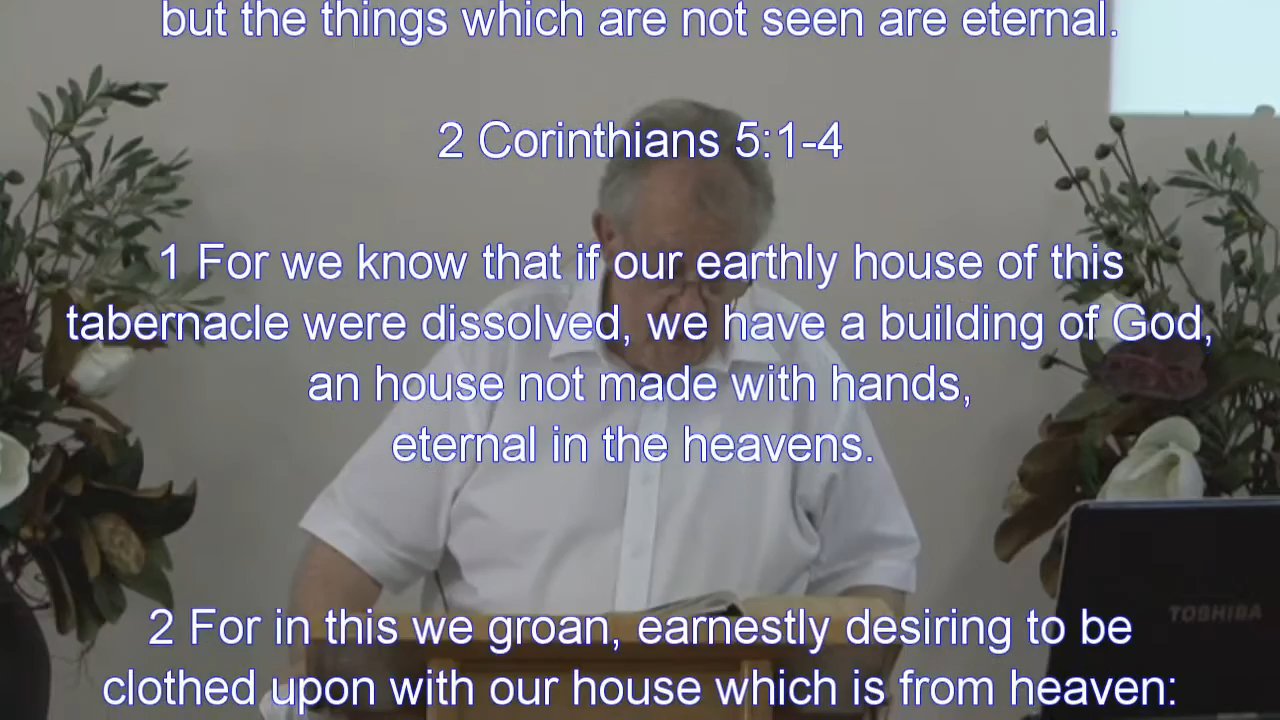 but the things which are not seen are eternal.
2 Corinthians 5:1-4
1 For we know that if our earthly house of this
tabernacle were dissolved, we have a building of God,
an house not made with hands,
eternal in the heavens.
2 For in this we groan, earnestly desiring to be
clothed upon with our house which is from heaven:
TOSHIBA